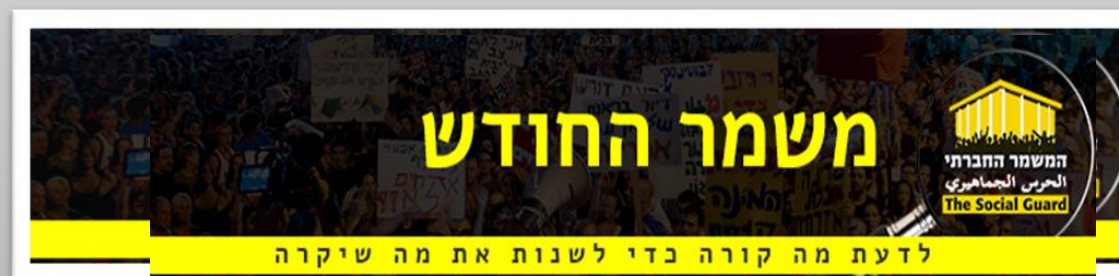 משמר החודש
המשמר החברתי
الحرس الجماهيري
The Social Guard
לדעת מה קורה כדי לשנות את מה שיקרה